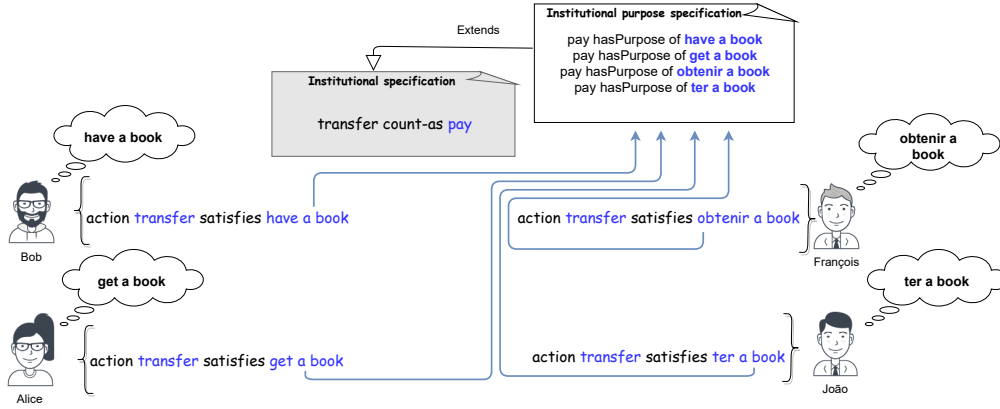 Institutional purpose specification
pay hasPurpose of have a book
pay hasPurpose of get a book
pay hasPurpose of obtenir a book
pay hasPurpose of ter a book
Extends
Institutional specification
transfer count-as pay
have a book
action transfer satisfies have a book
Bob
get a book
action transfer satisfies get a book
Alice
obtenir a
book
action transfer satisfies obtenir a book
François
ter a book
action transfer satisfies ter a book
João